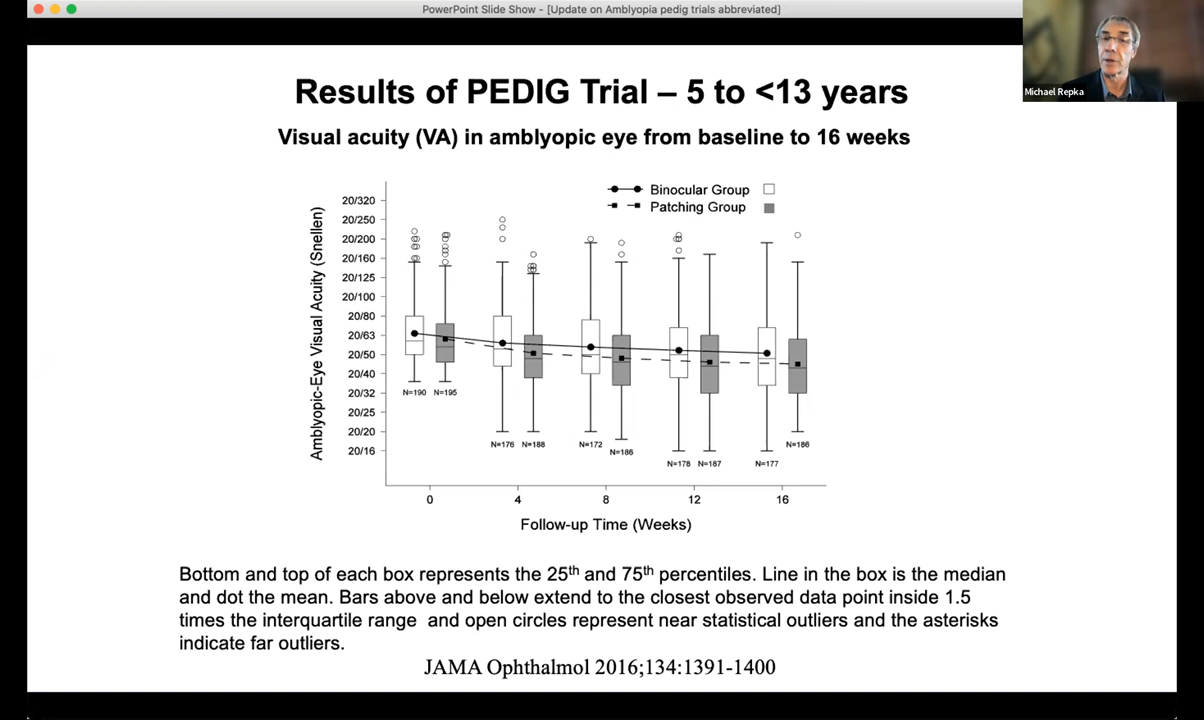 PowerPoint Slide Show - [Update on Amblyopia pedig trials abbreviated]
Michael Repka
Results of PEDIG Trial – 5 to <13 years
Visual acuity (VA) in amblyopic eye from baseline to 16 weeks
Binocular Group
Patching Group
Amblyopic-Eye Visual Acuity (Snellen)
20/320
20/250
20/200
20/160
20/125
20/100
20/80
20/63
20/50
20/40
20/32
20/25
20/20
20/16
N=190 N=195
N=176 N=188 N=172 N=186 N=186
N=178 N=187 N=177
0 4 8 12 16
Follow-up Time (Weeks)
Bottom and top of each box represents the 25th and 75th percentiles. Line in the box is the median
and dot the mean. Bars above and below extend to the closest observed data point inside 1.5
times the interquartile range and open circles represent near statistical outliers and the asterisks
indicate far outliers.
JAMA Ophthalmol 2016;134:1391-1400